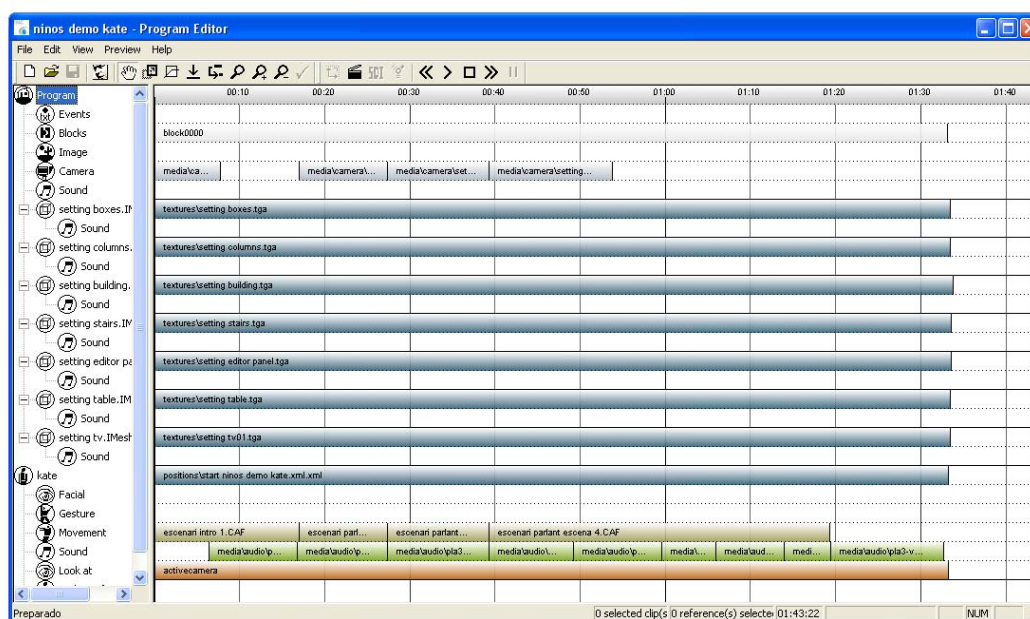 ninos demo kate - Program Editor
File Edit View Preview Help
00:10 00:20 00:30 00:40 00:50 01:00 01:10 01:20 01:30 01:40
Program
Events
Blocks block0000
Image
Camera media\ca... media\camera\... media\camera\set... media\camera\setting...
Sound
setting boxes.IM textures\setting boxes.tga
Sound
setting columns. textures\setting columns.tga
Sound
setting building. textures\setting building.tga
Sound
setting stairs.IM textures\setting stairs.tga
Sound
setting editor pa textures\setting editor panel.tga
Sound
setting table.IM textures\setting table.tga
Sound
setting tv.IMesh textures\setting tv01.tga
Sound
kate positions\start ninos demo kate.xml.xml
Facial
Gesture
Movement escenari intro 1.CAF escenari parl... escenari parlant... escenari parlant escena 4.CAF
Sound media\audio\p... media\audio\p... media\audio\pla3... media\audio\... media\audio\p... media\... media\aud... medi... media\audio\pla3-v...
Look at activecamera
Preparado 0 selected clip(s 0 reference(s) selecte 01:43:22 NUM